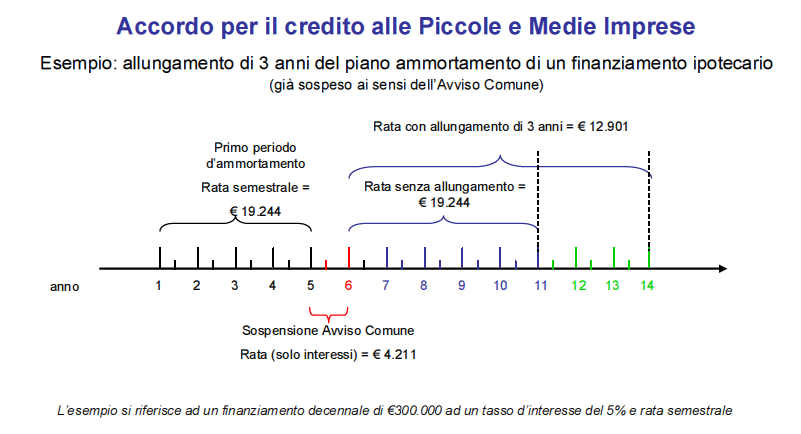 Accordo per il credito alle Piccole e Medie Imprese
Esempio: allungamento di 3 anni del piano ammortamento di un finanziamento ipotecario
(già sospeso ai sensi dell'Avviso Comune)
Rata con allungamento di 3 anni = € 12.901
Primo periodo
d'ammortamento
Rata semestrale =
€ 19.244
Rata senza allungamento =
€ 19.244
anno
1 2 3 4 5 6 7 8 9 10 11 12 13 14
Sospensione Avviso Comune
Rata (solo interessi) = € 4.211
L'esempio si riferisce ad un finanziamento decennale di €300.000 ad un tasso d'interesse del 5% e rata semestrale